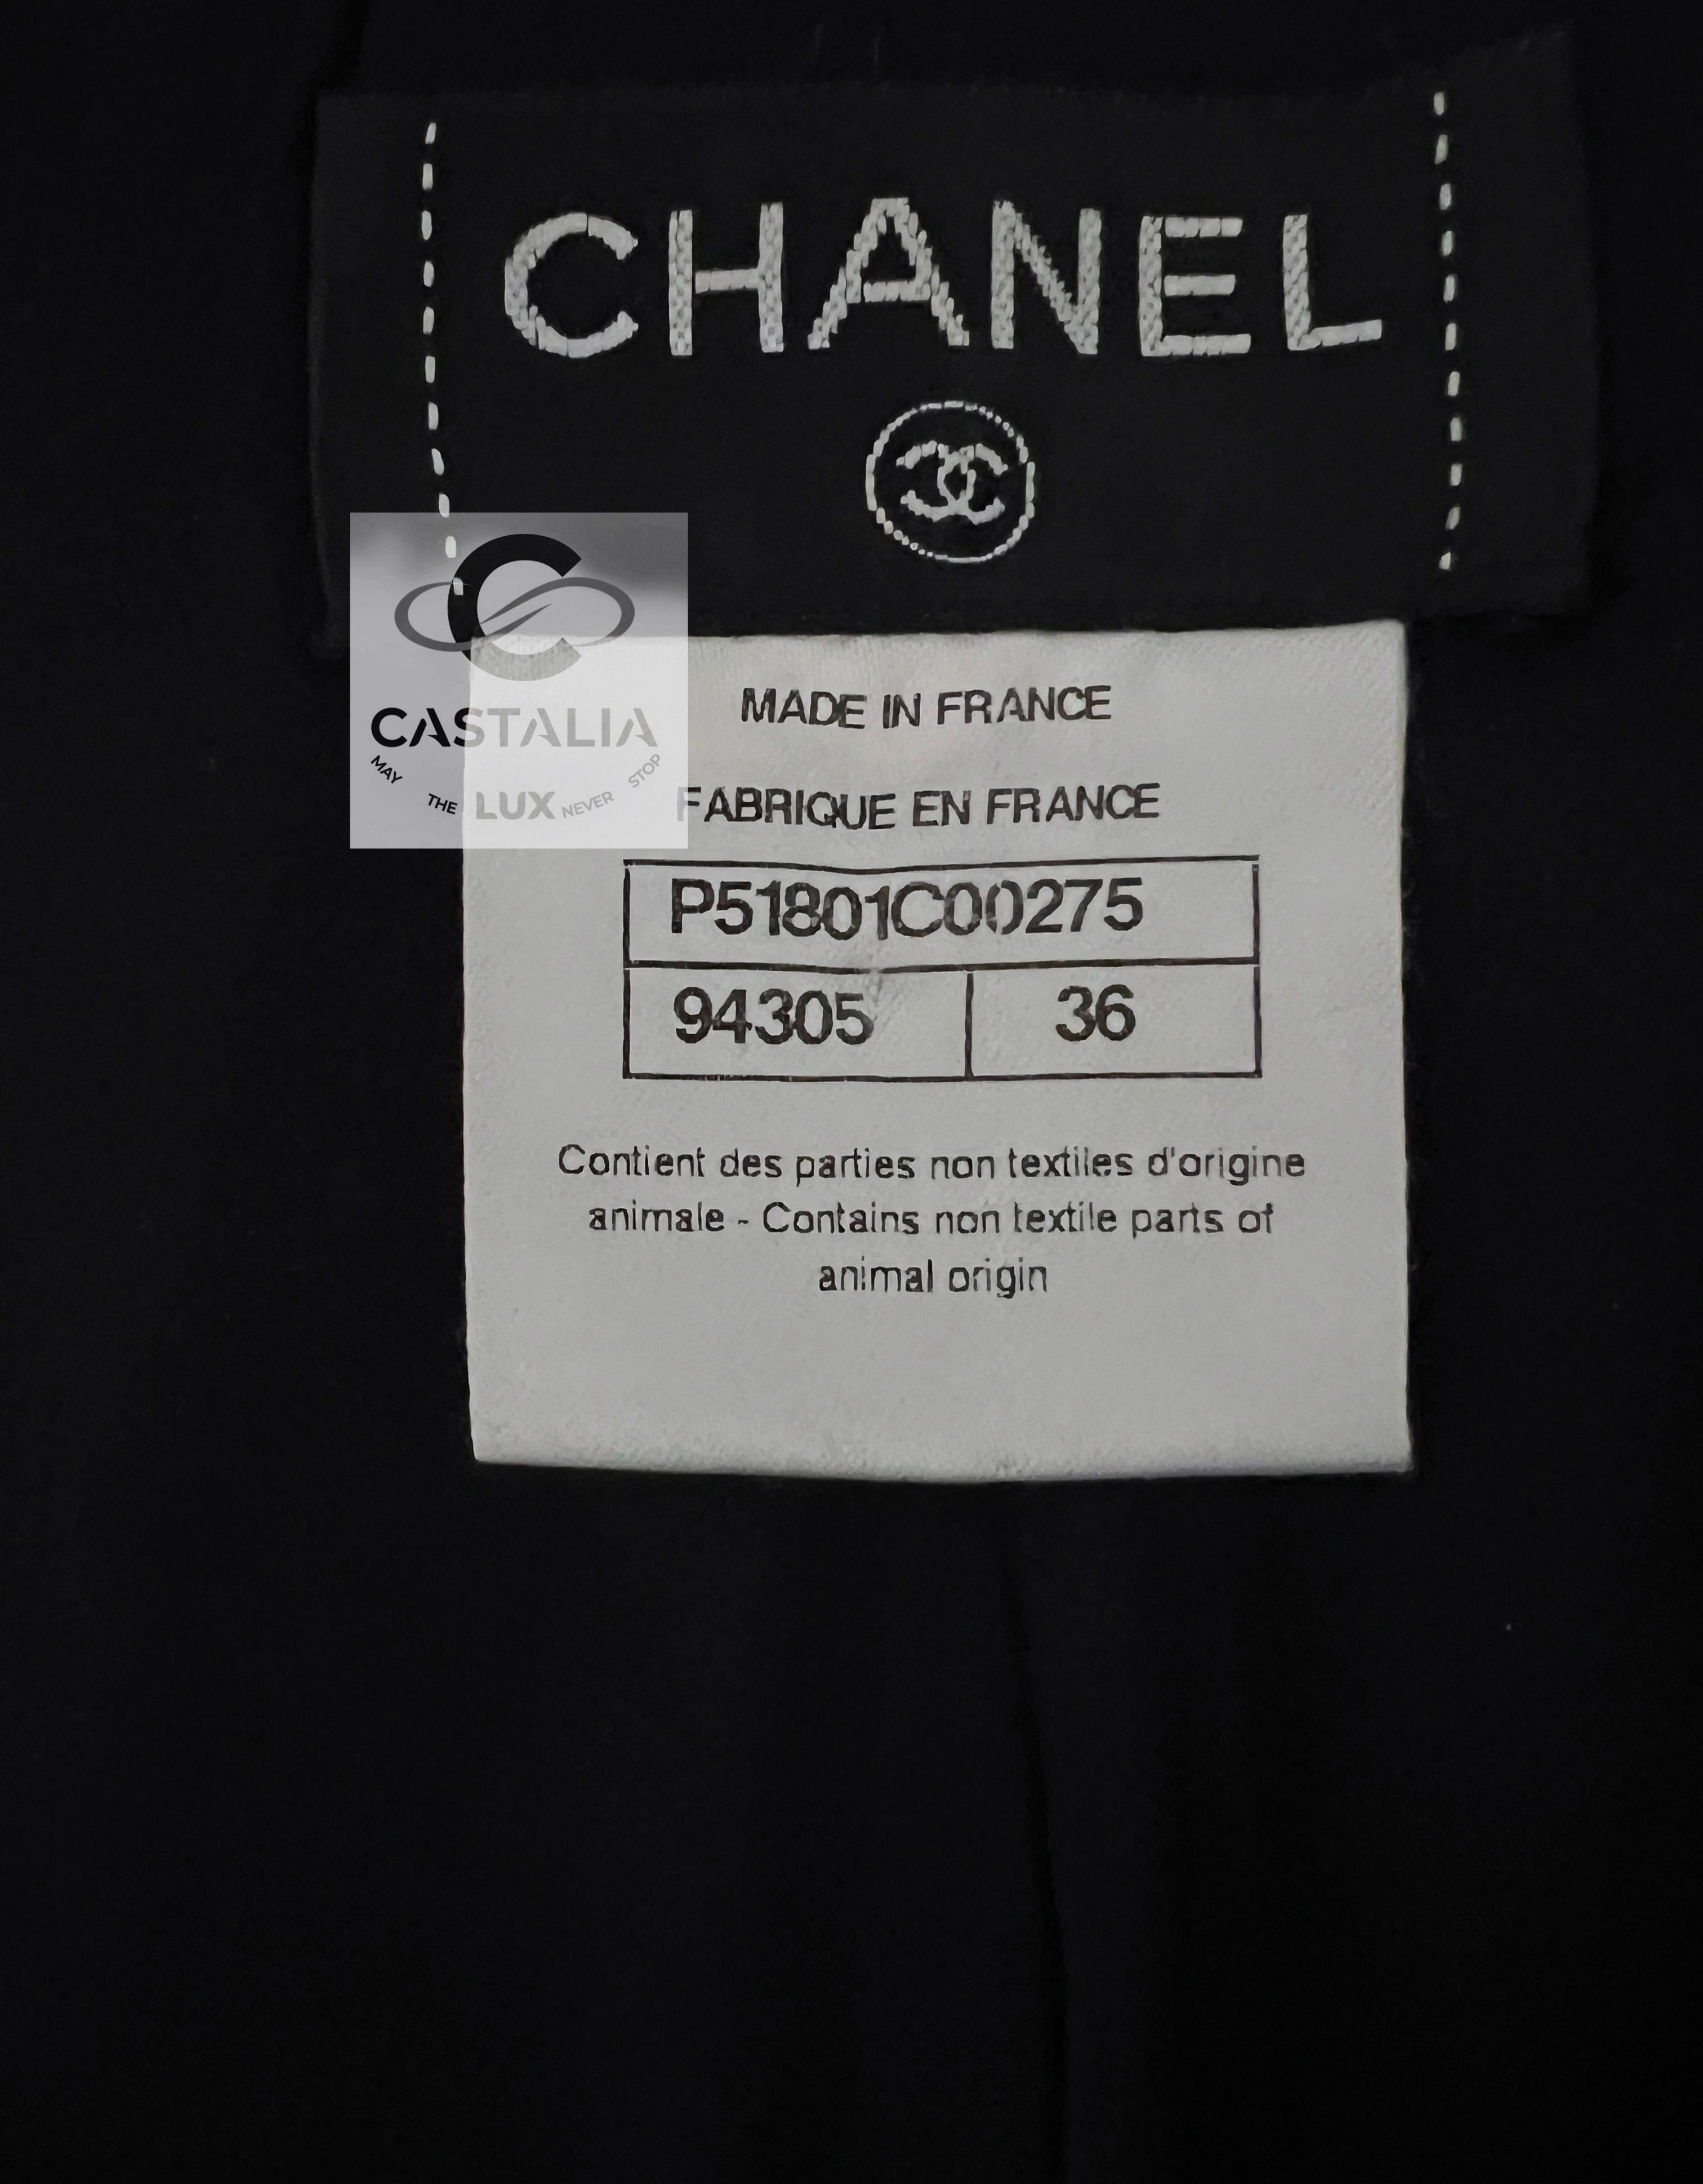 CHANEL
CASTALIA
MAY THE LUX NEVER STOP
MADE IN FRANCE
FABRIQUE EN FRANCE
P51801C00275
94305 36
Contient des parties non textiles d'origine
animale - Contains non textile parts of
animal origin